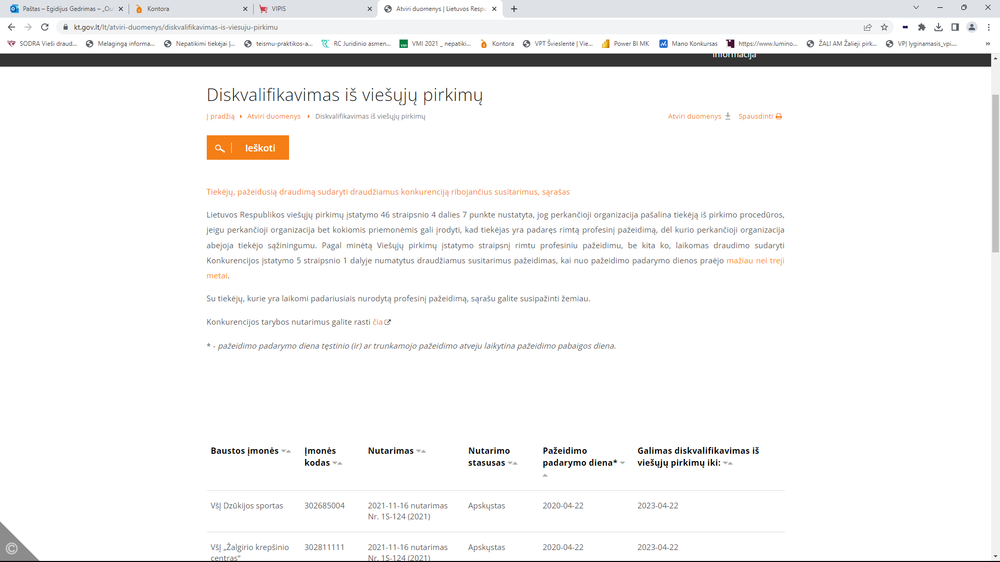 Paštas – Egidijus Gedrimas – „Out
Kontora
VIPIS
Atviri duomenys | Lietuvos Respu
kt.gov.lt/lt/atviri-duomenys/diskvalifikavimas-is-viesuju-pirkimu
SODRA Vieši draud...
Melagingą informa...
Nepatikimi tiekėjai |...
teismu-praktikos-a...
RC Juridinio asmen...
VMI 2021 _ nepatiki...
Kontora
VPT Švieslentė | Vie...
Power BI MK
Mano Konkursas
https://www.lumino...
ŽALI AM Žalieji pirk...
VPĮ lyginamasis_vpi....
»
informacija
Diskvalifikavimas iš viešųjų pirkimų
Į pradžią Atviri duomenys Diskvalifikavimas iš viešųjų pirkimų
Atviri duomenys Spausdinti
Ieškoti
Tiekėjų, pažeidusią draudimą sudaryti draudžiamus konkurenciją ribojančius susitarimus, sąrašas
Lietuvos Respublikos viešųjų pirkimų įstatymo 46 straipsnio 4 dalies 7 punkte nustatyta, jog perkančioji organizacija pašalina tiekėją iš pirkimo procedūros,
jeigu perkančioji organizacija bet kokiomis priemonėmis gali įrodyti, kad tiekėjas yra padaręs rimtą profesinį pažeidimą, dėl kurio perkančioji organizacija
abejoja tiekėjo sąžiningumu. Pagal minėtą Viešųjų pirkimų įstatymo straipsnį rimtu profesiniu pažeidimu, be kita ko, laikomas draudimo sudaryti
Konkurencijos įstatymo 5 straipsnio 1 dalyje numatytus draudžiamus susitarimus pažeidimas, kai nuo pažeidimo padarymo dienos praėjo mažiau nei treji
metai.
Su tiekėjų, kurie yra laikomi padariusiais nurodytą profesinį pažeidimą, sąrašu galite susipažinti žemiau.
Konkurencijos tarybos nutarimus galite rasti čia
* - pažeidimo padarymo diena tęstinio (ir) ar trunkamojo pažeidimo atveju laikytina pažeidimo pabaigos diena.
Baustos įmonės
Įmonės
kodas
Nutarimas
Nutarimo
stasusas
Pažeidimo
padarymo diena*
Galimas diskvalifikavimas iš
viešųjų pirkimų iki:
VšĮ Dzūkijos sportas
302685004
2021-11-16 nutarimas
Nr. 1S-124 (2021)
Apskųstas
2020-04-22
2023-04-22
VšĮ „Žalgirio krepšinio
centras“
302811111
2021-11-16 nutarimas
Nr. 1S-124 (2021)
Apskųstas
2020-04-22
2023-04-22
©